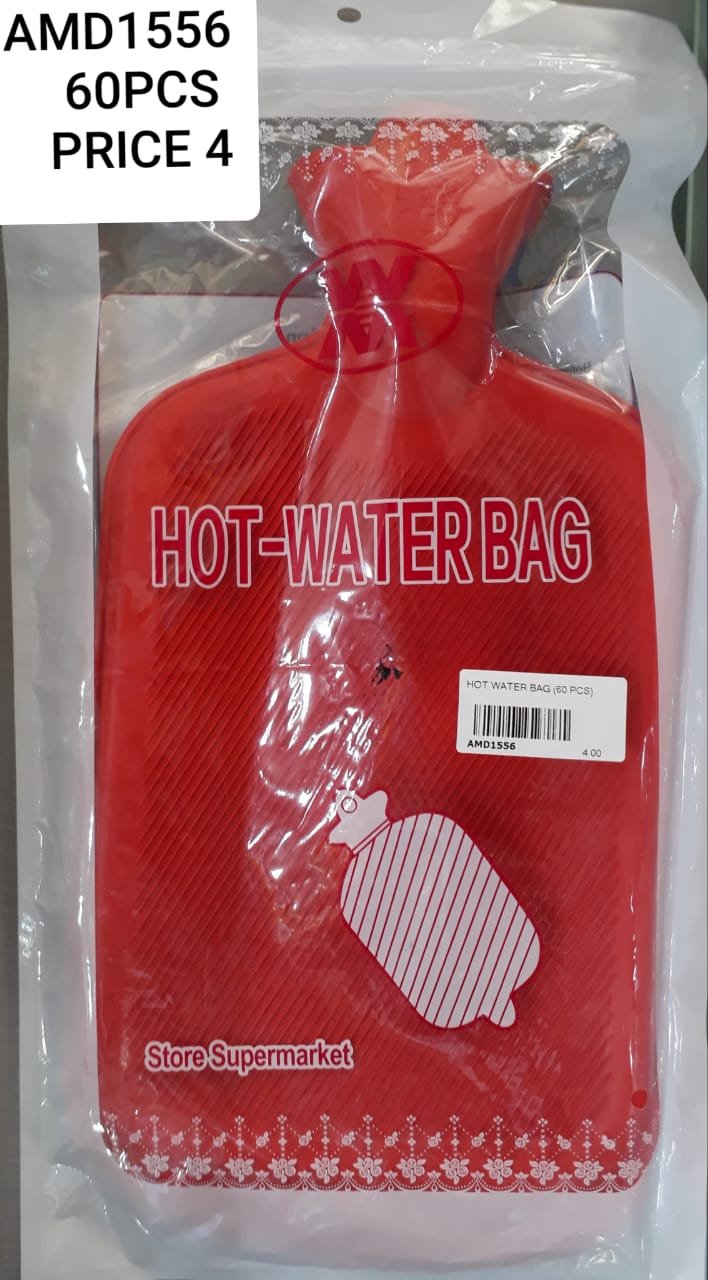 AMD1556
60PCS
PRICE 4
HOT-WATER BAG
HOT WATER BAG (60 PCS)
AMD1556
4.00
Store Supermarket